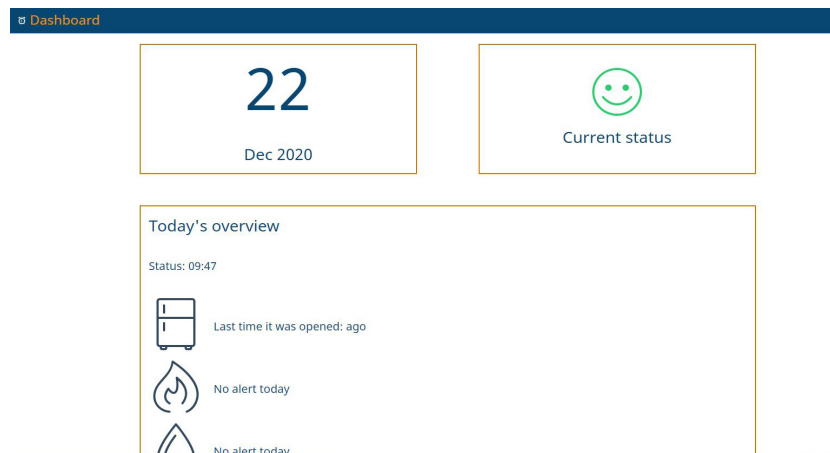 Dashboard
22
Dec 2020
Current status
Today's overview
Status: 09:47
Last time it was opened: ago
No alert today
No alert today